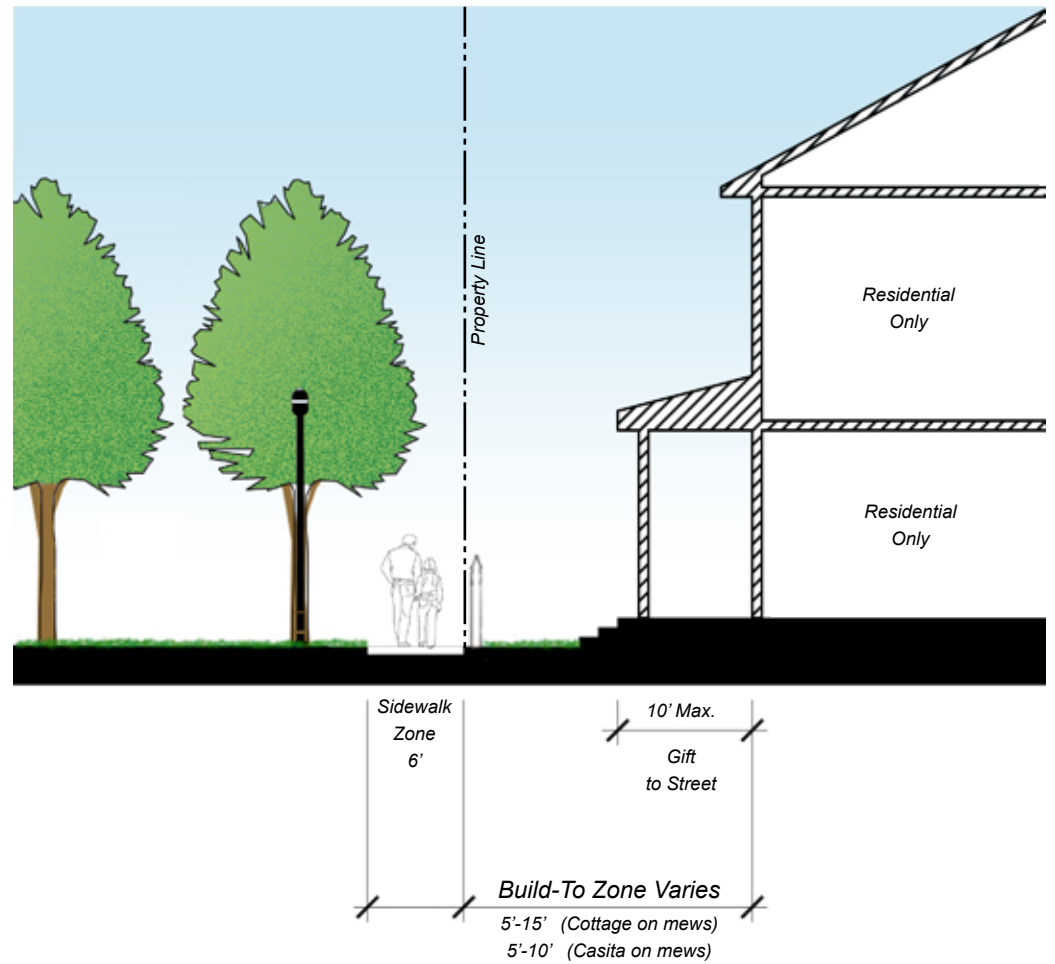 Property Line
Residential
Only
Residential
Only
Sidewalk
Zone
6’
10’ Max.
Gift
to Street
Build-To Zone Varies
5’-15’ (Cottage on mews)
5’-10’ (Casita on mews)